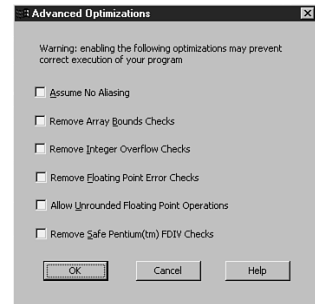 Advanced Optimizations
Warning: enabling the following optimizations may prevent
correct execution of your program
Assume No Aliasing
Remove Array Bounds Checks
Remove Integer Overflow Checks
Remove Floating Point Error Checks
Allow Unrounded Floating Point Operations
Remove Safe Pentium(tm) FDIV Checks
OK
Cancel
Help